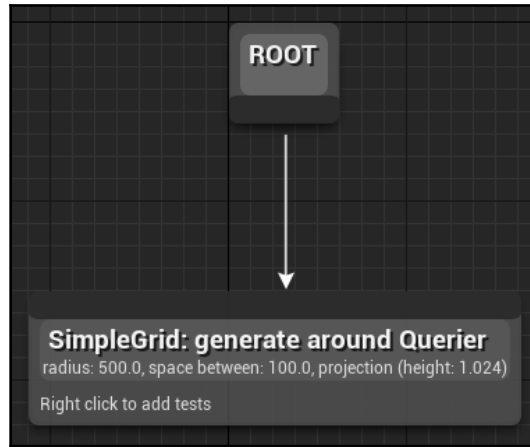 ROOT
SimpleGrid: generate around Querier
radius: 500.0, space between: 100.0, projection (height: 1.024)
Right click to add tests